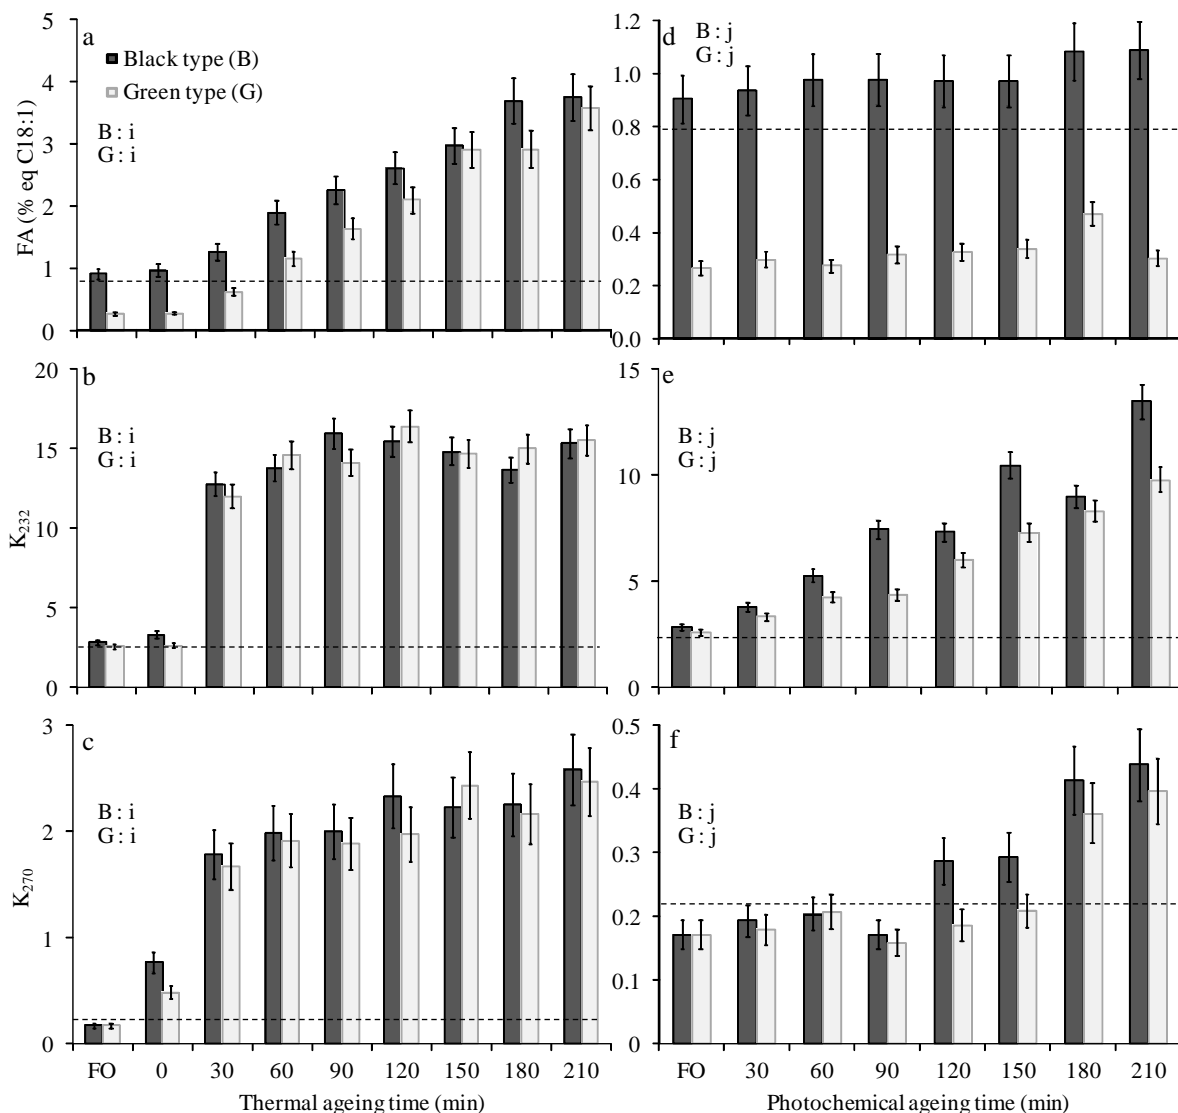 a
Black type (B)
Green type (G)
B : i
G : i
FA (% eq C18:1)
5
4
3
2
1
0
d
B : j
G : j
1.2
1.0
0.8
0.6
0.4
0.2
0.0
b
B : i
G : i
K232
20
15
10
5
0
e
B : j
G : j
15
10
5
0
c
B : i
G : i
K270
3
2
1
0
FO 0 30 60 90 120 150 180 210
Thermal ageing time (min)
f
B : j
G : j
0.5
0.4
0.3
0.2
0.1
0
FO 30 60 90 120 150 180 210
Photochemical ageing time (min)